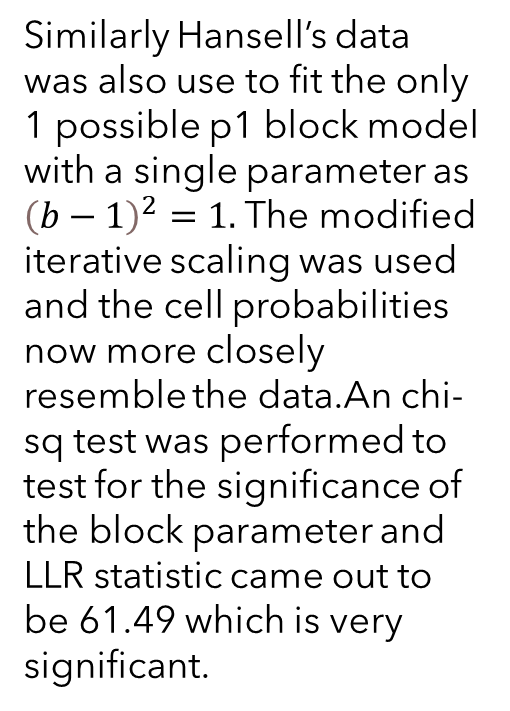 Similarly Hansell’s data
was also use to fit the only
1 possible p1 block model
with a single parameter as
(b − 1)² = 1. The modified
iterative scaling was used
and the cell probabilities
now more closely
resemble the data.An chi-
sq test was performed to
test for the significance of
the block parameter and
LLR statistic came out to
be 61.49 which is very
significant.